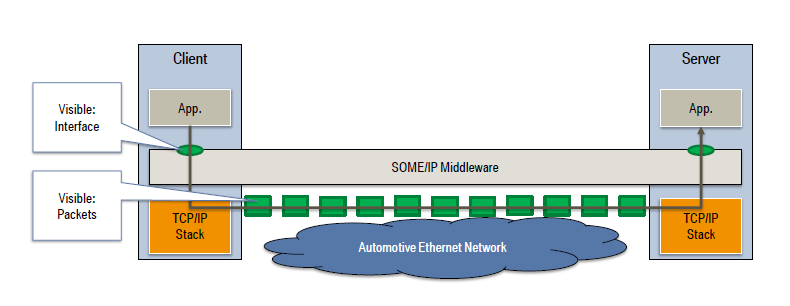 Client
Server
Visible:
Interface
App.
App.
SOME/IP Middleware
Visible:
Packets
TCP/IP
Stack
TCP/IP
Stack
Automotive Ethernet Network